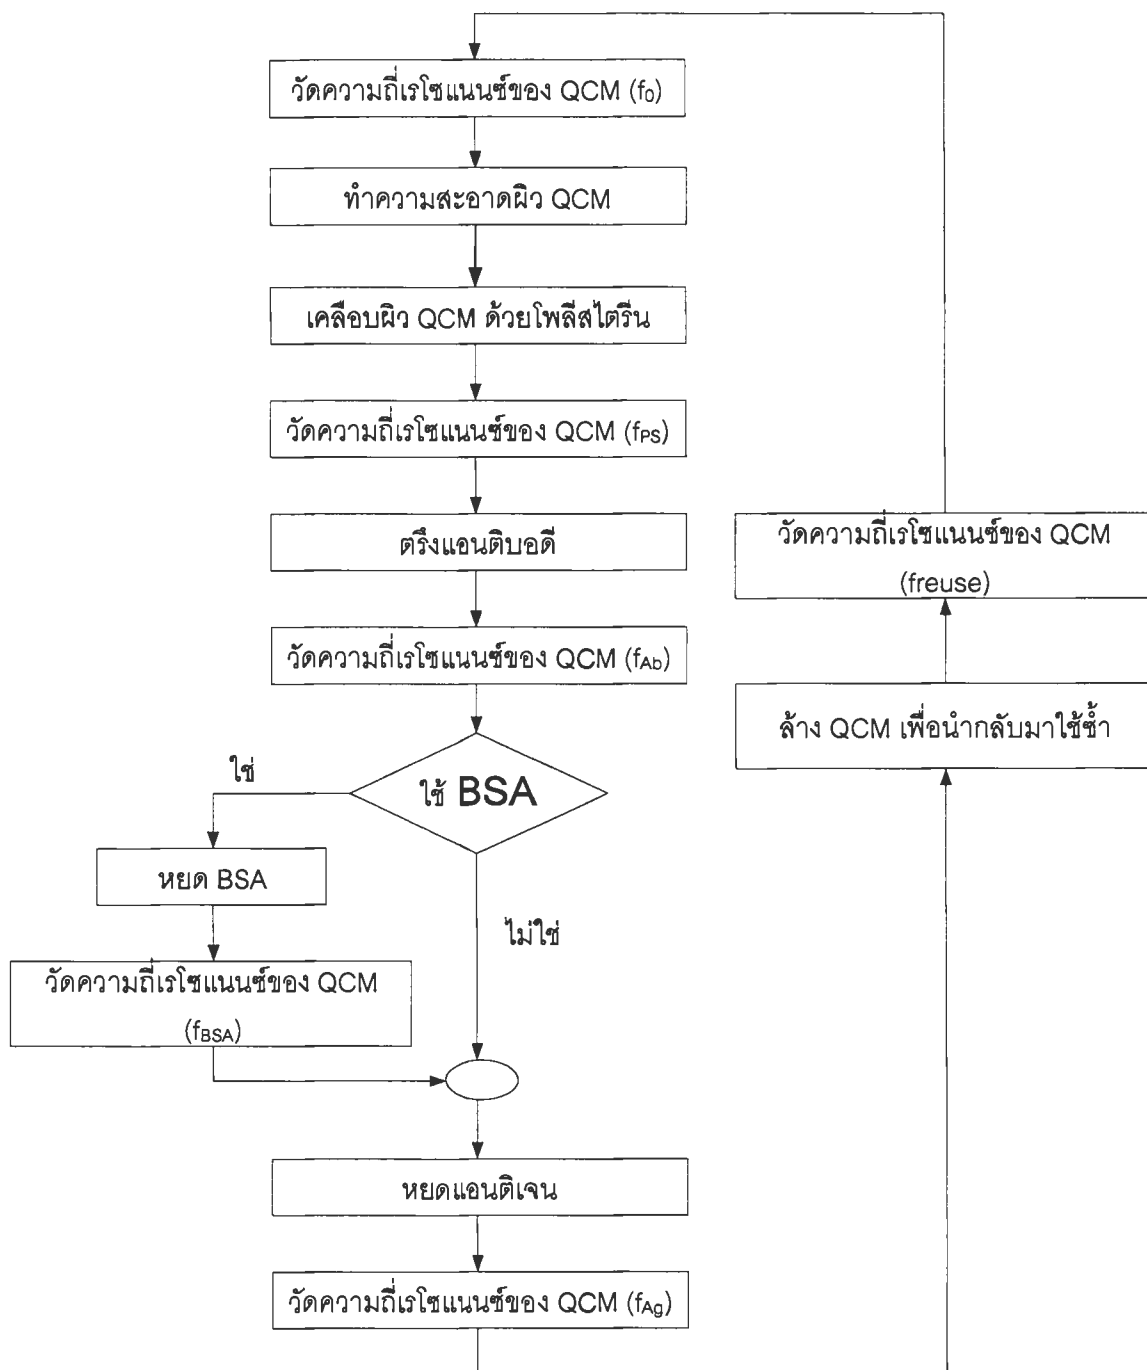 วัดความถี่เรโซแนนซ์ของ QCM (f₀)
ทำความสะอาดผิว QCM
เคลือบผิว QCM ด้วยโพลีสไตรีน
วัดความถี่เรโซแนนซ์ของ QCM (fPS)
ตรึงแอนติบอดี
วัดความถี่เรโซแนนซ์ของ QCM (fAb)
ใช้ BSA
ใช่
หยด BSA
วัดความถี่เรโซแนนซ์ของ QCM
(fBSA)
ไม่ใช่
หยดแอนติเจน
วัดความถี่เรโซแนนซ์ของ QCM (fAg)
ล้าง QCM เพื่อนำกลับมาใช้ซ้ำ
วัดความถี่เรโซแนนซ์ของ QCM
(freuse)